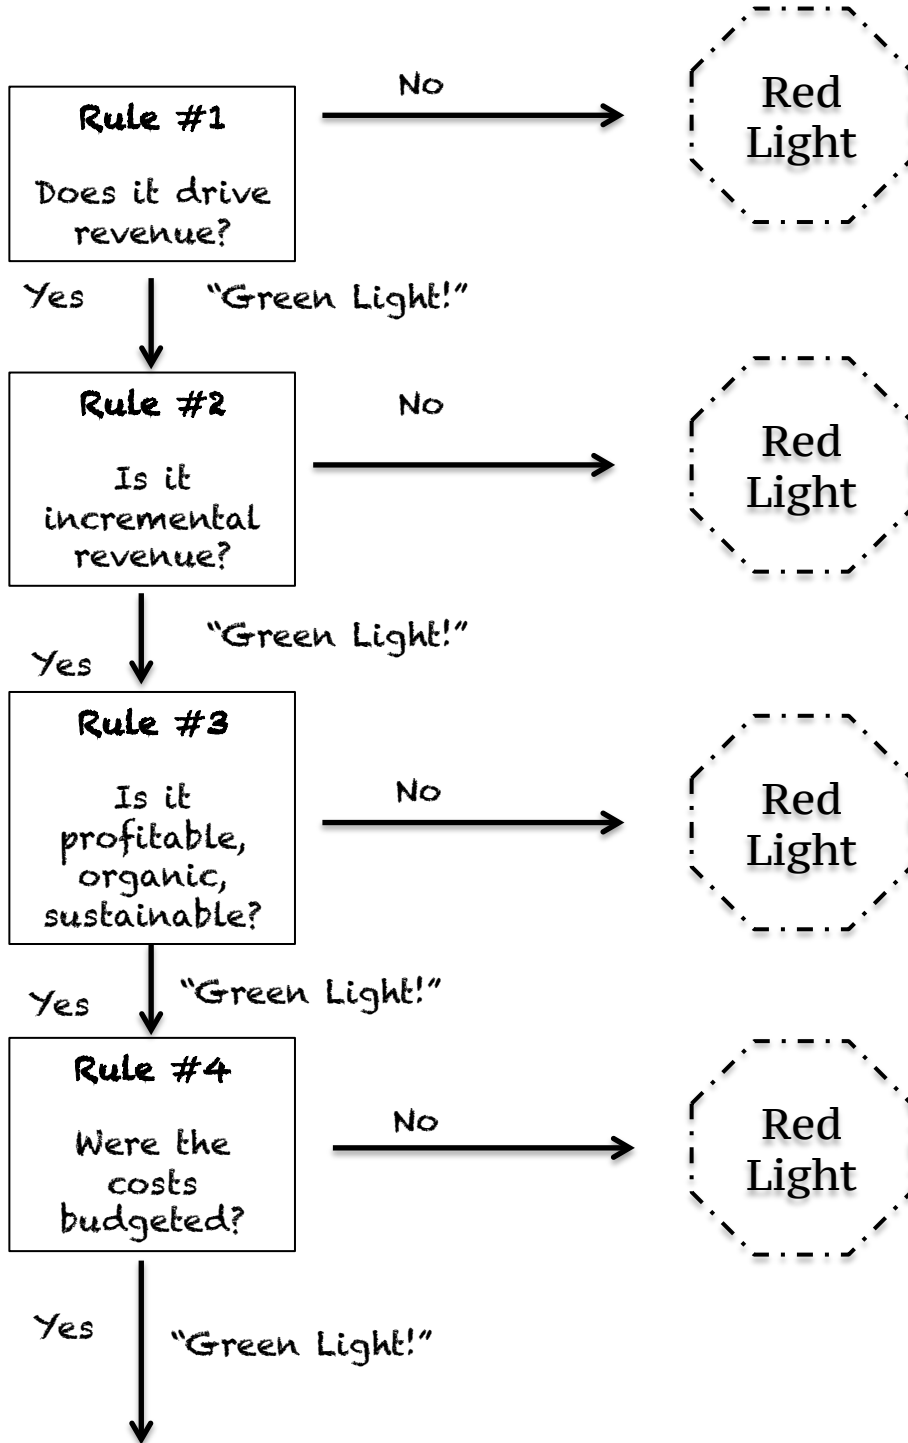 No
Red
Light
Rule #1
Does it drive
revenue?
Yes
“Green Light!”
Rule #2
Is it
incremental
revenue?
No
Red
Light
Yes
“Green Light!”
Rule #3
Is it
profitable,
organic,
sustainable?
No
Red
Light
Yes
“Green Light!”
Rule #4
Were the
costs
budgeted?
No
Red
Light
Yes
“Green Light!”